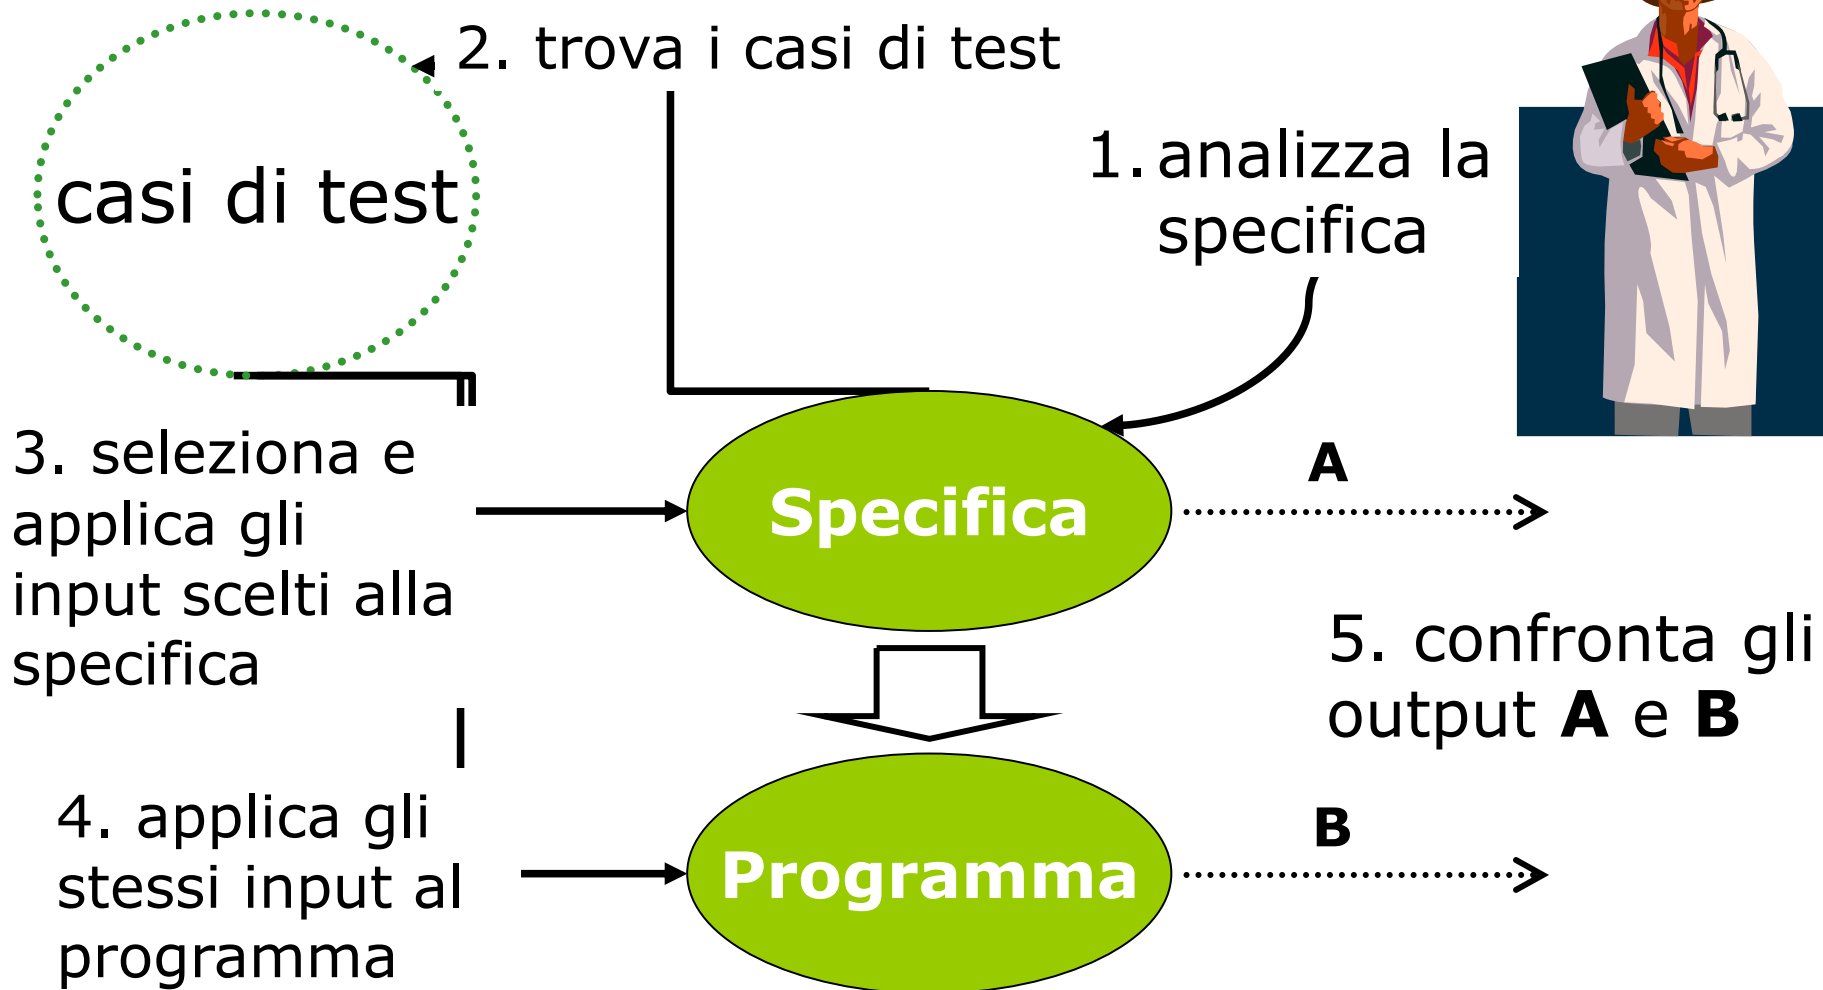 2. trova i casi di test
1. analizza la
specifica
casi di test
3. seleziona e
applica gli
input scelti alla
specifica
Specifica
A
5. confronta gli
output A e B
4. applica gli
stessi input al
programma
Programma
B